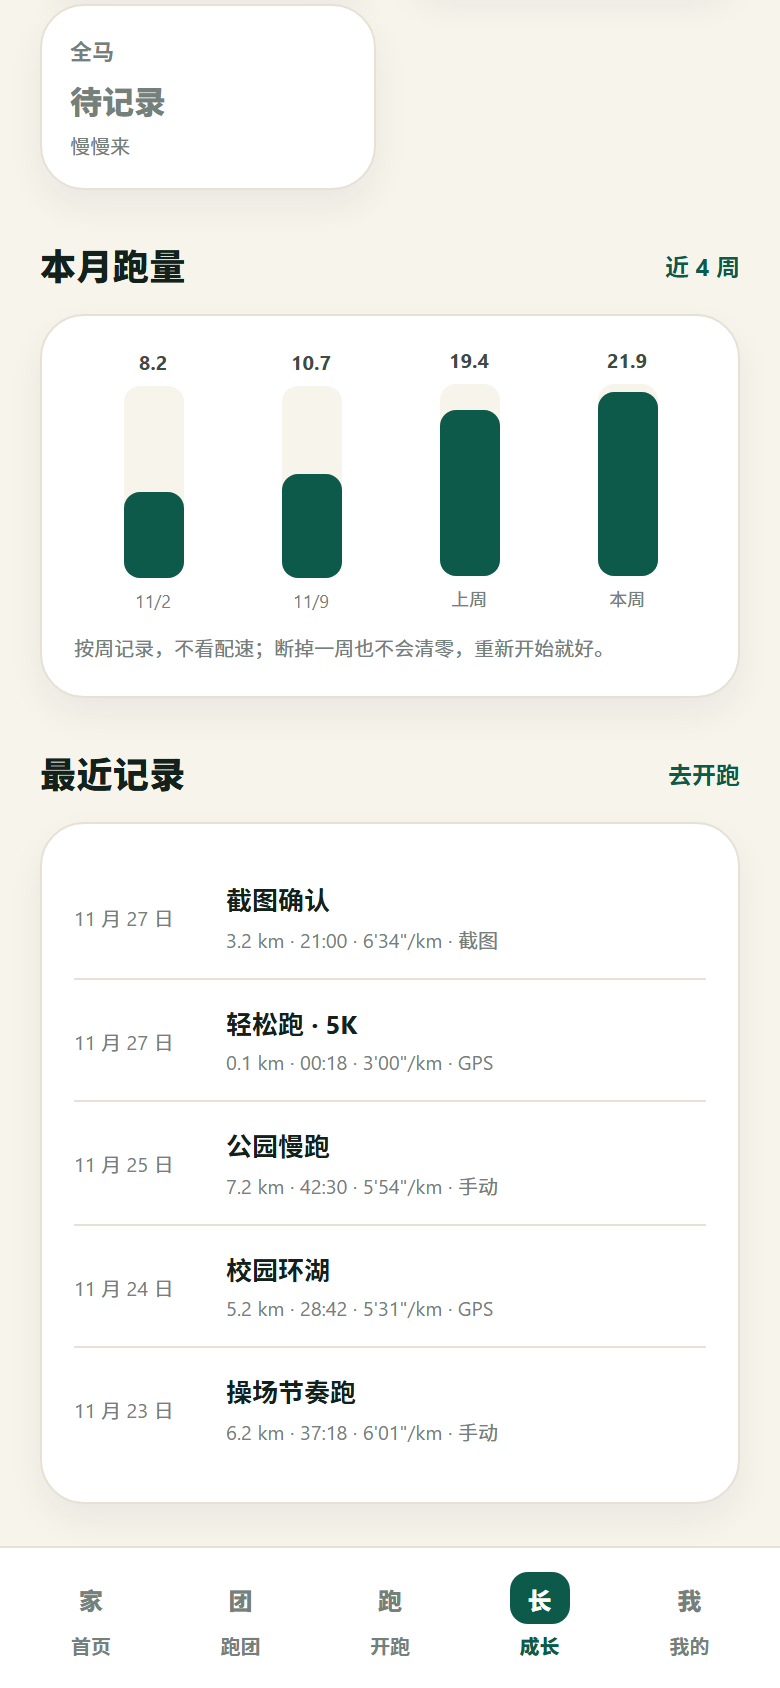 全马
待记录
慢慢来
本月跑量
近 4 周
8.2
10.7
19.4
21.9
11/2
11/9
上周
本周
按周记录，不看配速；断掉一周也不会清零，重新开始就好。
最近记录
去开跑
11 月 27 日
截图确认
3.2 km · 21:00 · 6'34"/km · 截图
11 月 27 日
轻松跑 · 5K
0.1 km · 00:18 · 3'00"/km · GPS
11 月 25 日
公园慢跑
7.2 km · 42:30 · 5'54"/km · 手动
11 月 24 日
校园环湖
5.2 km · 28:42 · 5'31"/km · GPS
11 月 23 日
操场节奏跑
6.2 km · 37:18 · 6'01"/km · 手动
家
团
跑
长
我
首页
跑团
开跑
成长
我的